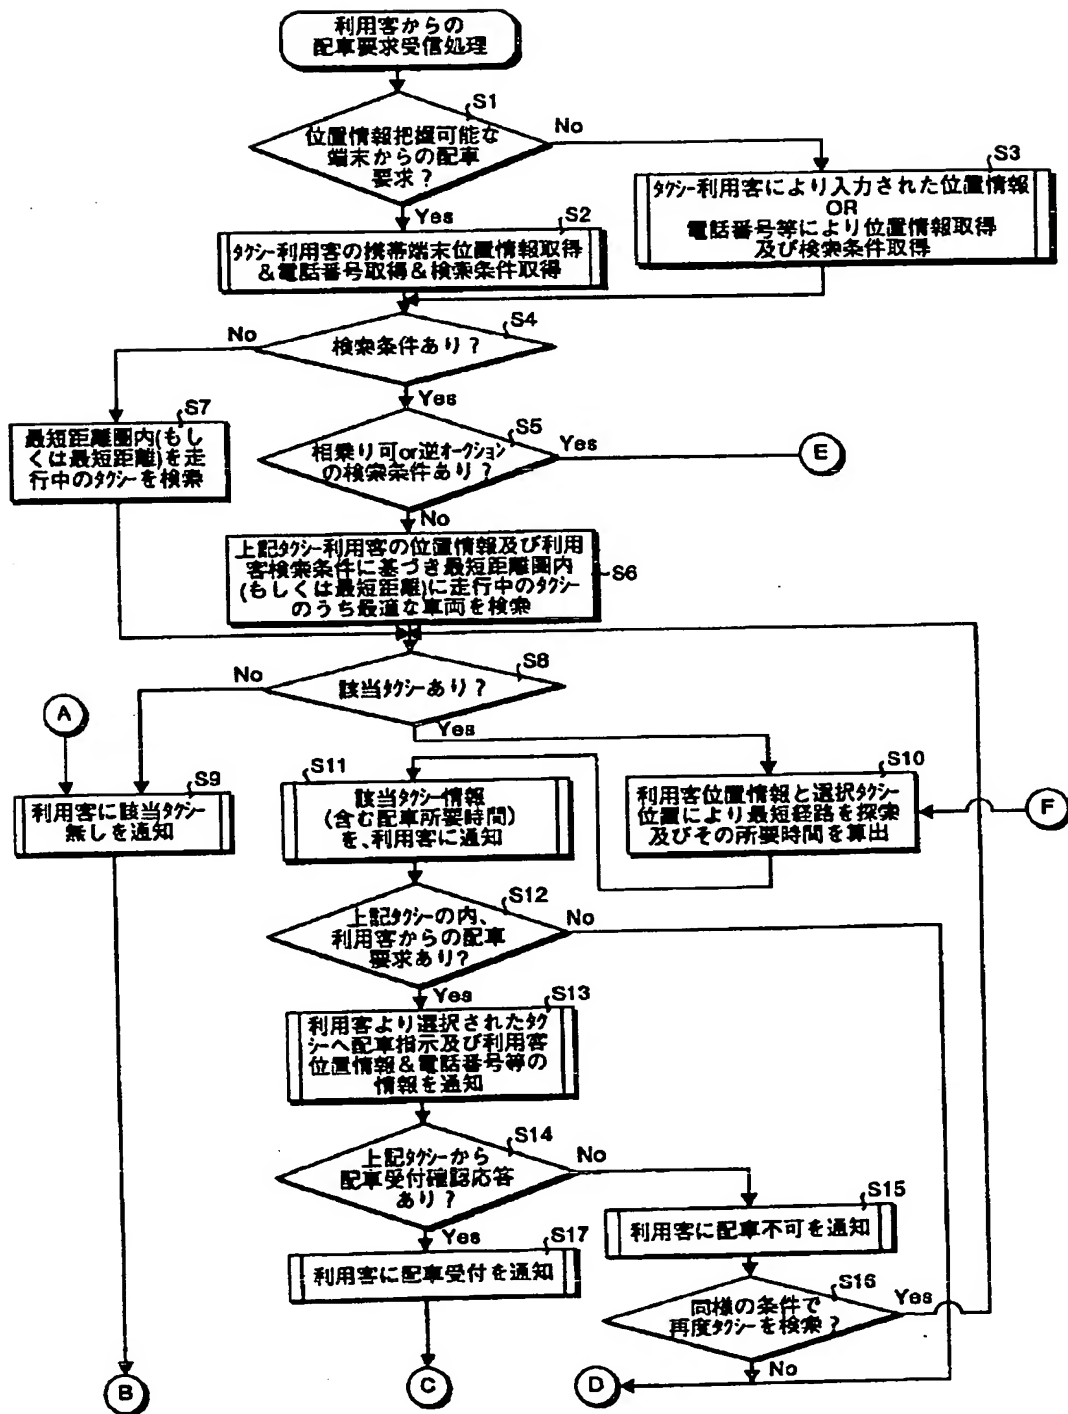 利用客からの
配車要求受信処理
S1
位置情報把握可能な
端末からの配車
要求？
No
Yes
S3
タクシー利用客により入力された位置情報
OR
電話番号等により位置情報取得
及び検索条件取得
S2
タクシー利用客の携帯端末位置情報取得
＆電話番号取得＆検索条件取得
S4
検索条件あり？
No
Yes
S7
最短距離圏内(もし
くは最短距離)を走
行中のタクシーを検索
S5
相乗り可or逆オークション
の検索条件あり？
Yes
E
No
上記タクシー利用客の位置情報及び利用
客検索条件に基づき最短距離圏内
(もしくは最短距離)に走行中のタクシー
のうち最適な車両を検索
S6
S8
該当タクシーあり？
No
Yes
A
S9
利用客に該当タクシー
無しを通知
S11
該当タクシー情報
(含む配車所要時間)
を、利用客に通知
S10
利用客位置情報と選択タクシー
位置により最短経路を探索
及びその所要時間を算出
F
S12
上記タクシーの内、
利用客からの配車
要求あり？
No
Yes
S13
利用客より選択されたタク
シーへ配車指示及び利用客
位置情報＆電話番号等の
情報を通知
S14
上記タクシーから
配車受付確認応答
あり？
No
Yes
S15
利用客に配車不可を通知
S17
利用客に配車受付を通知
S16
同様の条件で
再度タクシーを検索？
Yes
No
B
C
D